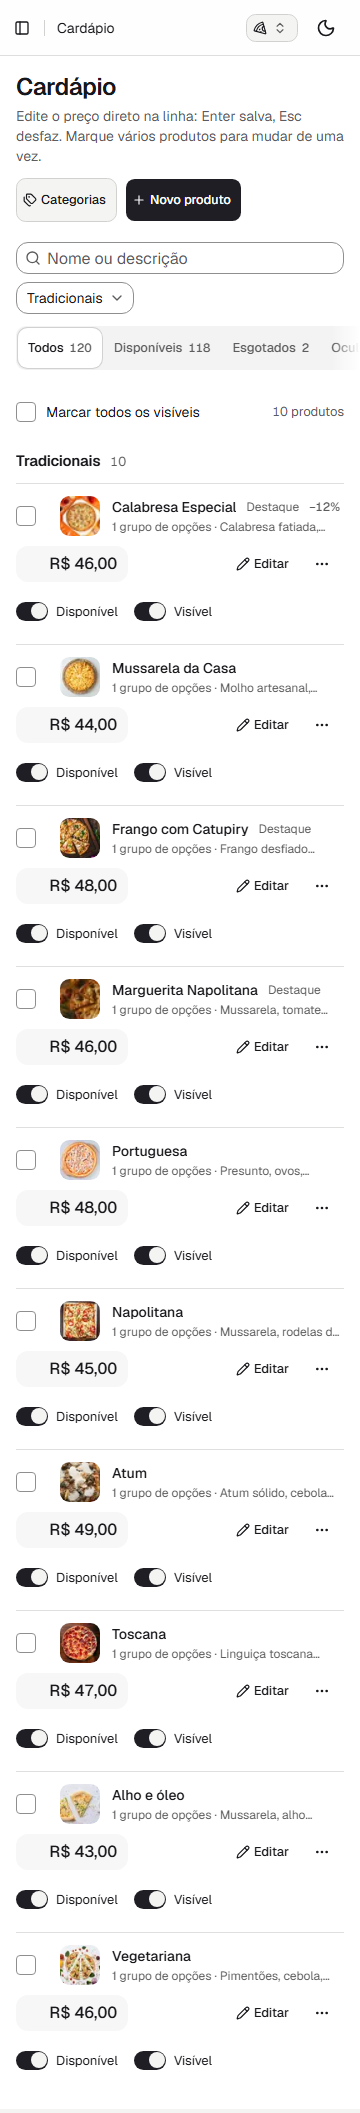 Cardápio
Cardápio
Edite o preço direto na linha: Enter salva, Esc
desfaz. Marque vários produtos para mudar de uma
vez.
Categorias
Novo produto
Nome ou descrição
Tradicionais
Todos 120 Disponíveis 118 Esgotados 2 Ocul
Marcar todos os visíveis 10 produtos
Tradicionais 10
Calabresa Especial Destaque −12%
1 grupo de opções · Calabresa fatiada,...
R$ 46,00 Editar
Disponível Visível
Mussarela da Casa
1 grupo de opções · Molho artesanal,...
R$ 44,00 Editar
Disponível Visível
Frango com Catupiry Destaque
1 grupo de opções · Frango desfiado...
R$ 48,00 Editar
Disponível Visível
Marguerita Napolitana Destaque
1 grupo de opções · Mussarela, tomate...
R$ 46,00 Editar
Disponível Visível
Portuguesa
1 grupo de opções · Presunto, ovos,...
R$ 48,00 Editar
Disponível Visível
Napolitana
1 grupo de opções · Mussarela, rodelas d...
R$ 45,00 Editar
Disponível Visível
Atum
1 grupo de opções · Atum sólido, cebola...
R$ 49,00 Editar
Disponível Visível
Toscana
1 grupo de opções · Linguiça toscana...
R$ 47,00 Editar
Disponível Visível
Alho e óleo
1 grupo de opções · Mussarela, alho...
R$ 43,00 Editar
Disponível Visível
Vegetariana
1 grupo de opções · Pimentões, cebola,...
R$ 46,00 Editar
Disponível Visível